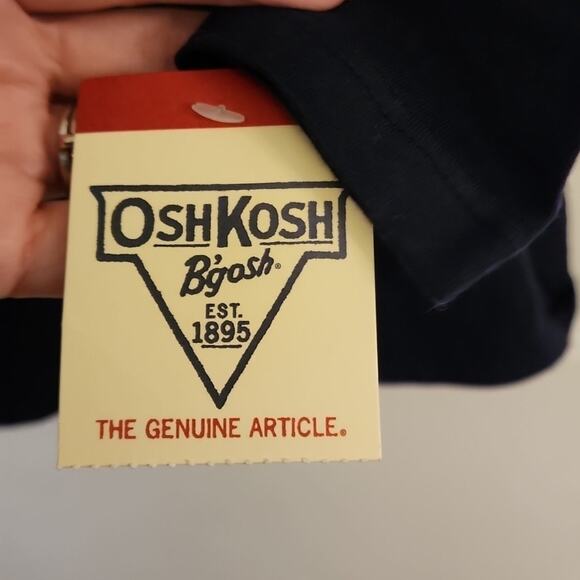 OSHKOSH
B'gosh®
EST.
1895
THE GENUINE ARTICLE®